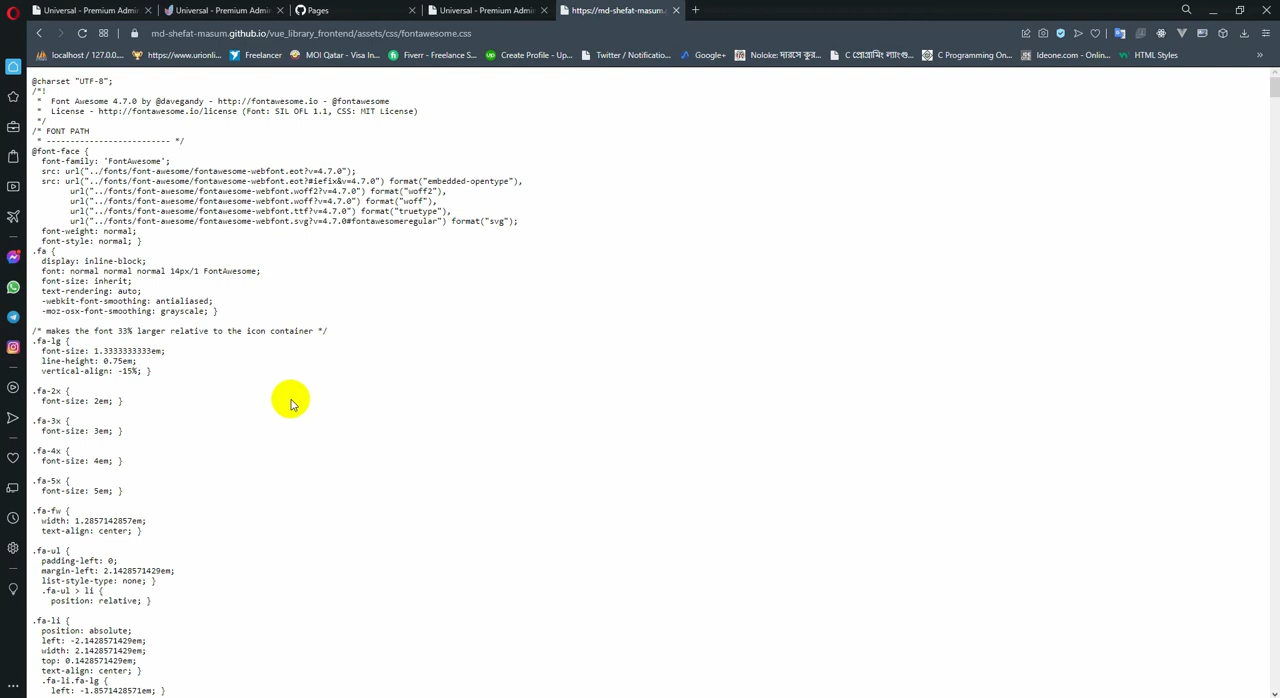 Universal - Premium Admin
Universal - Premium Admin
Pages
Universal - Premium Admin
https://md-shefat-masum.
md-shefat-masum.github.io/vue_library_frontend/assets/css/fontawesome.css
localhost / 127.0.0....
https://www.urionli...
Freelancer
MOI Qatar - Visa In...
Fiverr - Freelance S...
Create Profile - Up...
Twitter / Notificatio...
Google+
Noloke: দারসে কুর...
C প্রোগ্রামিং ল্যাংগু...
C Programming On...
Ideone.com - Onlin...
HTML Styles
@charset "UTF-8";
/*!
 *  Font Awesome 4.7.0 by @davegandy - http://fontawesome.io - @fontawesome
 *  License - http://fontawesome.io/license (Font: SIL OFL 1.1, CSS: MIT License)
 */
/* FONT PATH
 * -------------------------- */
@font-face {
  font-family: 'FontAwesome';
  src: url("../fonts/font-awesome/fontawesome-webfont.eot?v=4.7.0");
  src: url("../fonts/font-awesome/fontawesome-webfont.eot?#iefix&v=4.7.0") format("embedded-opentype"),
        url("../fonts/font-awesome/fontawesome-webfont.woff2?v=4.7.0") format("woff2"),
        url("../fonts/font-awesome/fontawesome-webfont.woff?v=4.7.0") format("woff"),
        url("../fonts/font-awesome/fontawesome-webfont.ttf?v=4.7.0") format("truetype"),
        url("../fonts/font-awesome/fontawesome-webfont.svg?v=4.7.0#fontawesomeregular") format("svg");
  font-weight: normal;
  font-style: normal; }
.fa {
  display: inline-block;
  font: normal normal normal 14px/1 FontAwesome;
  font-size: inherit;
  text-rendering: auto;
  -webkit-font-smoothing: antialiased;
  -moz-osx-font-smoothing: grayscale; }
/* makes the font 33% larger relative to the icon container */
.fa-lg {
  font-size: 1.3333333333em;
  line-height: 0.75em;
  vertical-align: -15%; }
.fa-2x {
  font-size: 2em; }
.fa-3x {
  font-size: 3em; }
.fa-4x {
  font-size: 4em; }
.fa-5x {
  font-size: 5em; }
.fa-fw {
  width: 1.2857142857em;
  text-align: center; }
.fa-ul {
  padding-left: 0;
  margin-left: 2.1428571429em;
  list-style-type: none; }
  .fa-ul > li {
    position: relative; }
.fa-li {
  position: absolute;
  left: -2.1428571429em;
  width: 2.1428571429em;
  top: 0.1428571429em;
  text-align: center; }
  .fa-li.fa-lg {
    left: -1.8571428571em; }